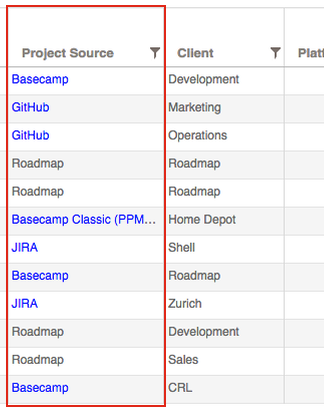 Project Source Client Platf
Basecamp Development
GitHub Marketing
GitHub Operations
Roadmap Roadmap
Roadmap Roadmap
Basecamp Classic (PPM... Home Depot
JIRA Shell
Basecamp Roadmap
JIRA Zurich
Roadmap Development
Roadmap Sales
Basecamp CRL